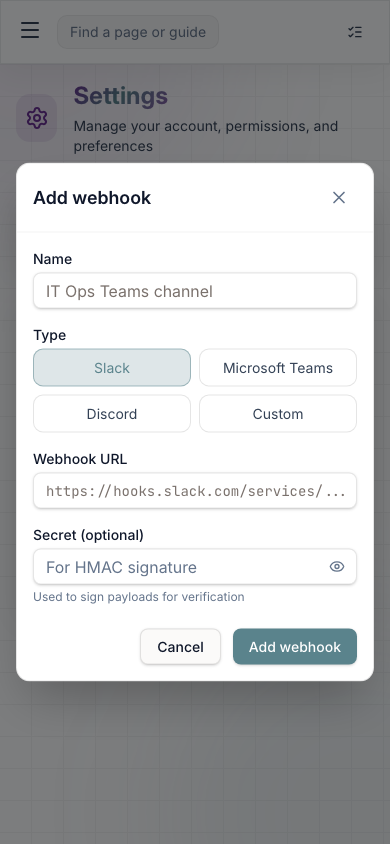 Find a page or guide
Settings
Manage your account, permissions, and
preferences
Add webhook
Name
IT Ops Teams channel
Type
Slack
Microsoft Teams
Discord
Custom
Webhook URL
https://hooks.slack.com/services/...
Secret (optional)
For HMAC signature
Used to sign payloads for verification
Cancel
Add webhook